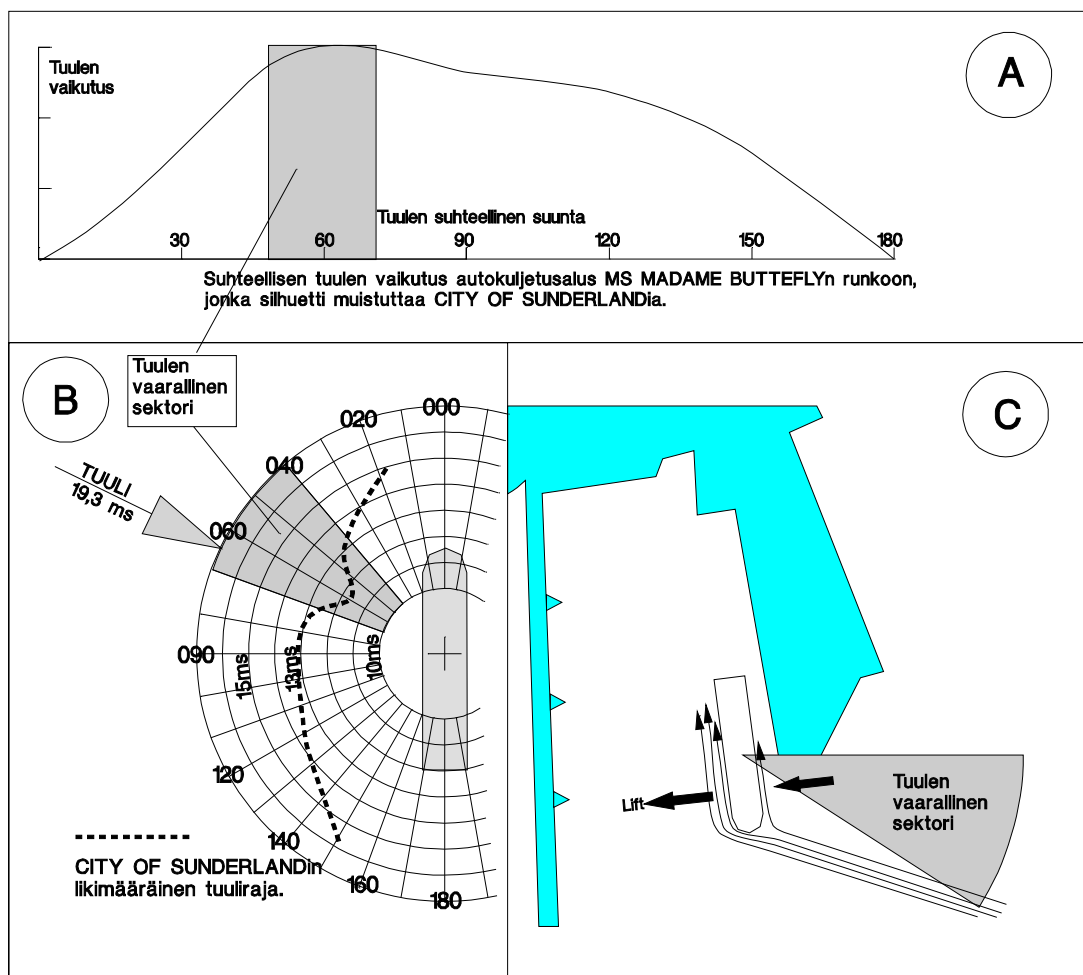 Tuulen
vaikutus
A
Tuulen suhteellinen suunta
30
60
90
120
150
180
Suhteellisen tuulen vaikutus autokuljetusalus MS MADAME BUTTEFLYn runkoon,
jonka silhuetti muistuttaa CITY OF SUNDERLANDia.
B
Tuulen
vaarallinen
sektori
TUULI
19,3 ms
000
020
040
060
090
120
140
160
180
15ms
13ms
10ms
CITY OF SUNDERLANDin
likimääräinen tuuliraja.
C
Lift
Tuulen
vaarallinen
sektori